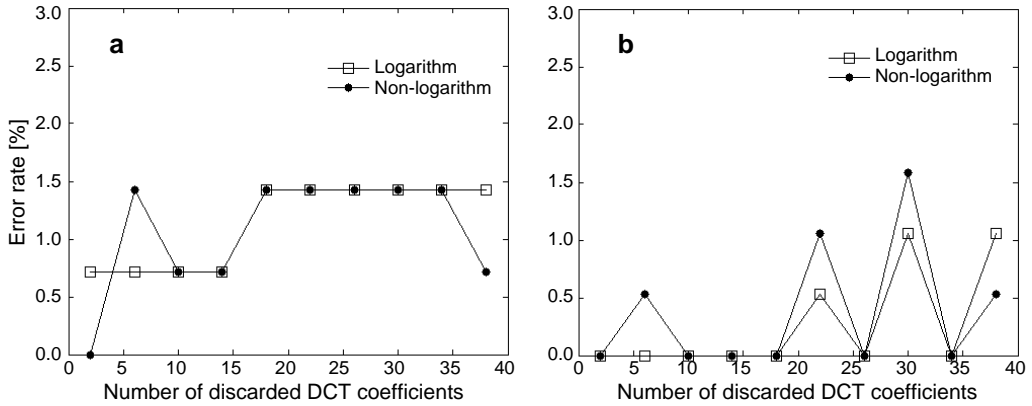 3.0
2.5
2.0
1.5
1.0
0.5
0.0
Error rate [%]
a
Logarithm
Non-logarithm
0 5 10 15 20 25 30 35 40
Number of discarded DCT coefficients
3.0
2.5
2.0
1.5
1.0
0.5
0.0
b
Logarithm
Non-logarithm
0 5 10 15 20 25 30 35 40
Number of discarded DCT coefficients